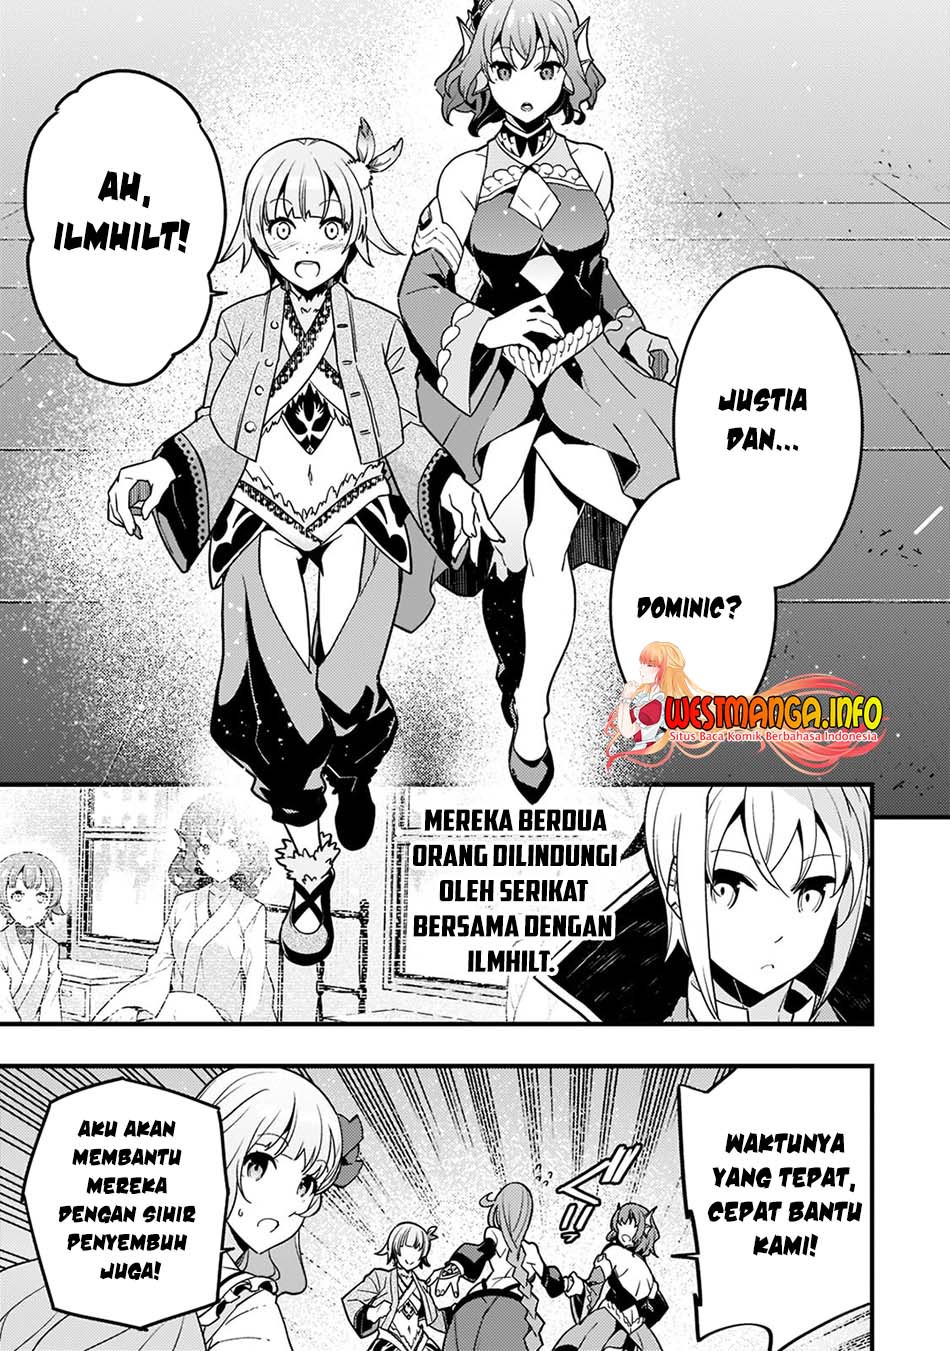 AH,
ILMHILT!
JUSTIA
DAN...
DOMINIC?
WESTMANGA.INFO
Situs Baca Komik Berbahasa Indonesia
MEREKA BERDUA
ORANG DILINDUNGI
OLEH SERIKAT
BERSAMA DENGAN
ILMHILT.
WAKTUNYA
YANG TEPAT,
CEPAT BANTU
KAMI!
AKU AKAN
MEMBANTU
MEREKA
DENGAN SIHIR
PENYEMBUH
JUGA!